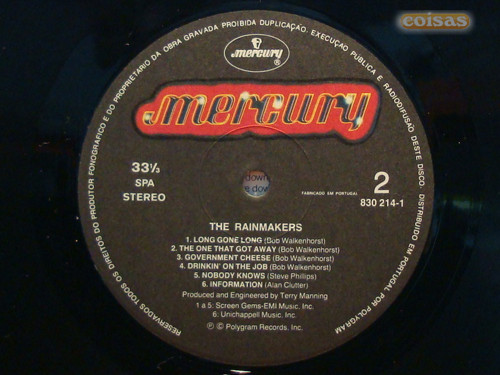 coisas
RESERVADOS TODOS OS DIREITOS DO PRODUTOR FONOGRÁFICO E DO PROPRIETÁRIO DA OBRA GRAVADA PROIBIDA DUPLICAÇÃO, EXECUÇÃO PÚBLICA E RADIODIFUSÃO DESTE DISCO. DISTRIBUIDO EM PORTUGAL POR POLYGRAM
mercury
®
mercury
33⅓
SPA
STEREO
down
e dov
FABRICADO EM PORTUGAL
2
830 214-1
THE RAINMAKERS
1. LONG GONE LONG (Bob Walkenhorst)
2. THE ONE THAT GOT AWAY (Bob Walkenhorst)
3. GOVERNMENT CHEESE (Bob Walkenhorst)
4. DRINKIN' ON THE JOB (Bob Walkenhorst)
5. NOBODY KNOWS (Steve Phillips)
6. INFORMATION (Alan Clutter)
Produced and Engineered by Terry Manning
1 a 5: Screen Gems-EMI Music, Inc.
6: Unichappell Music, Inc.
℗ © Polygram Records, Inc.